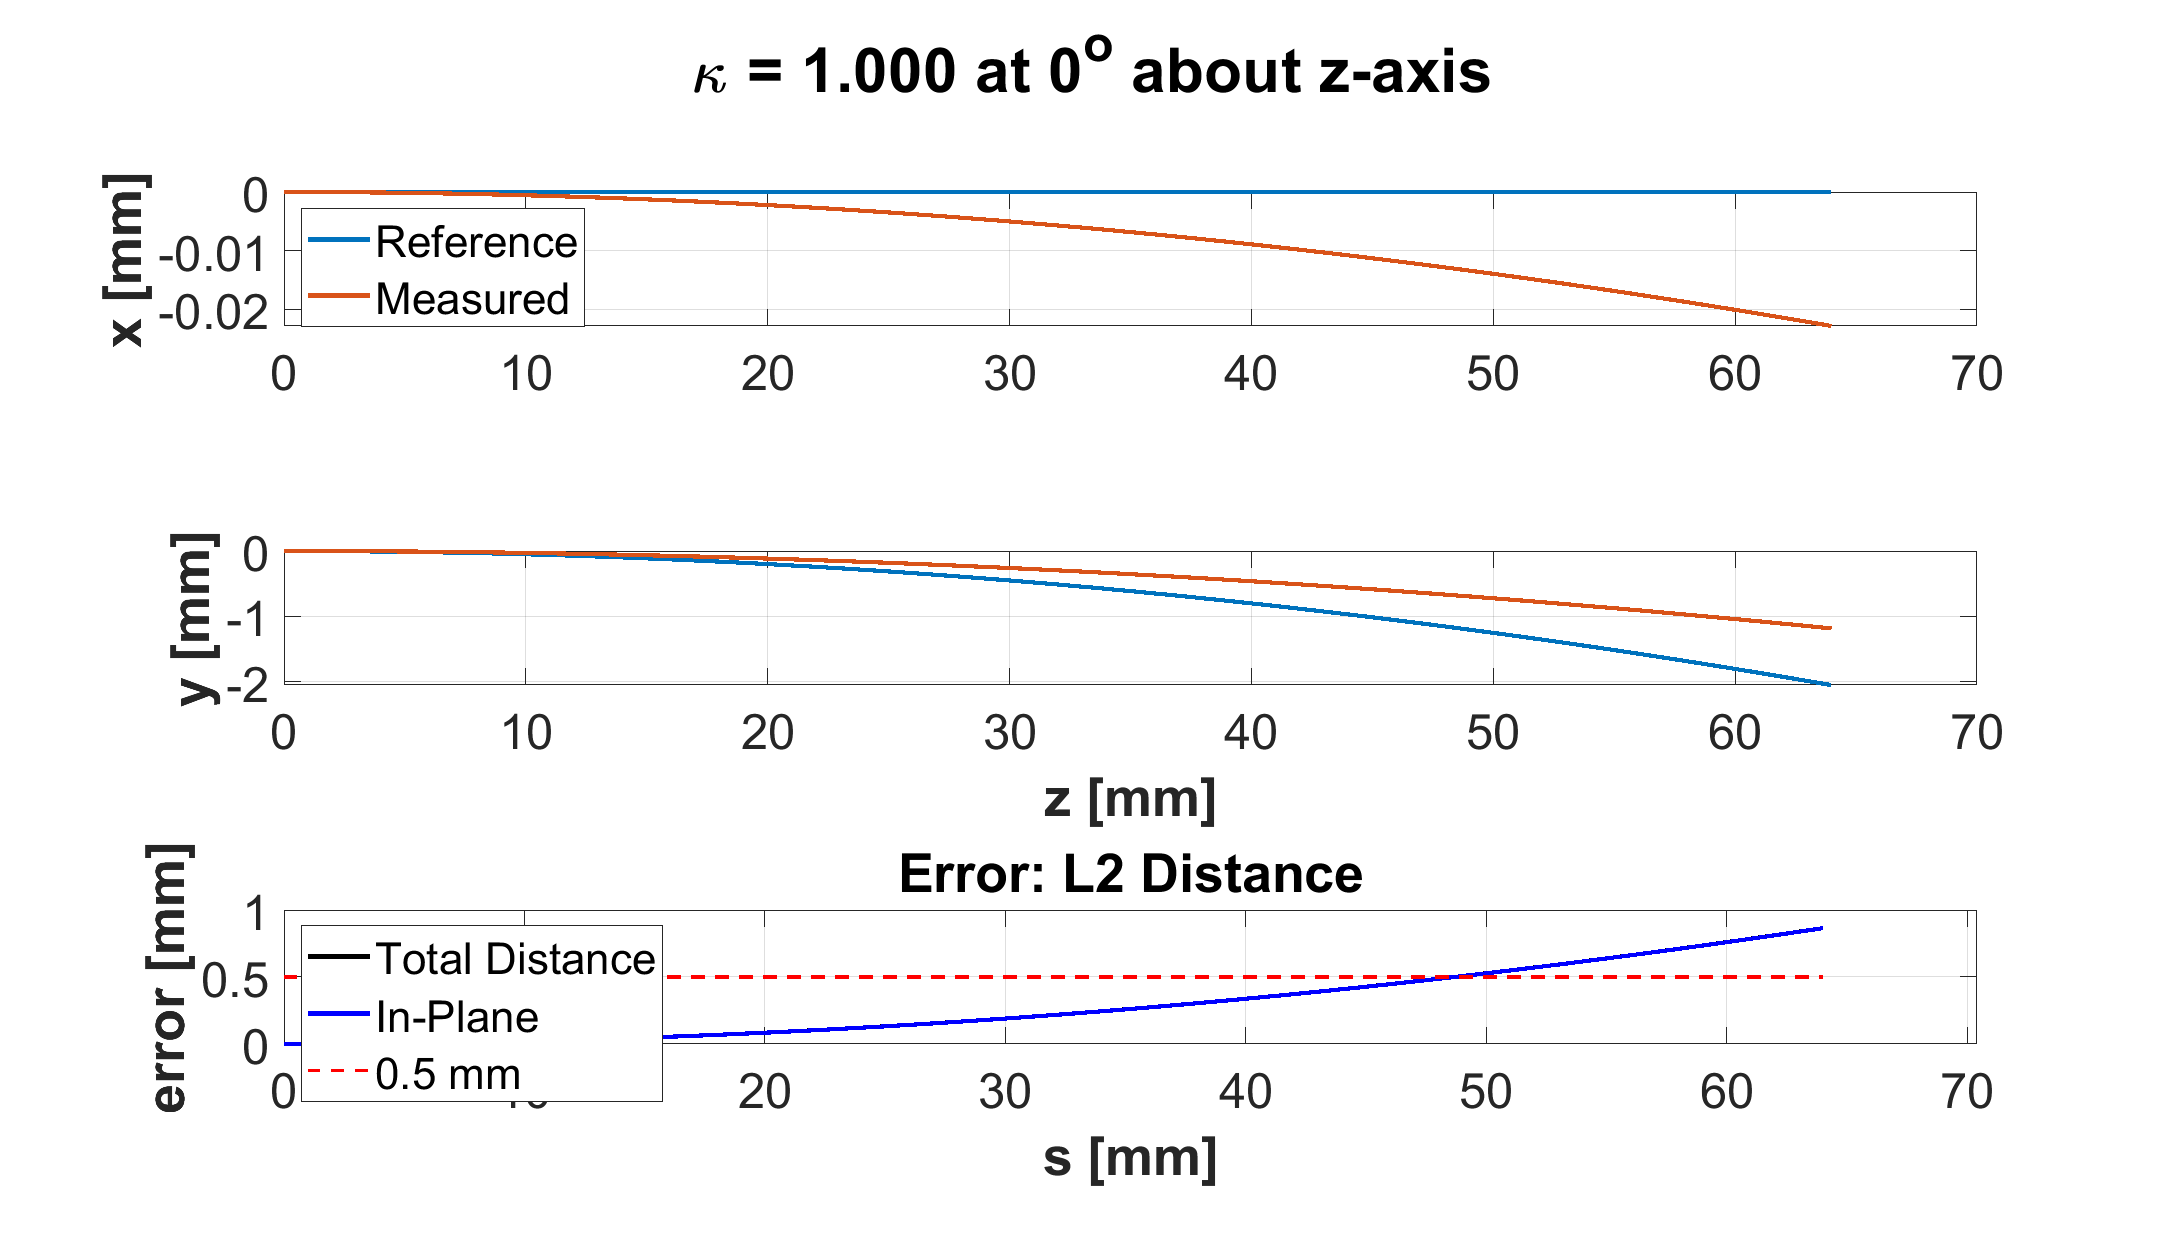 κ = 1.000 at 0° about z-axis
x [mm]
0
-0.01
-0.02
Reference
Measured
0 10 20 30 40 50 60 70
y [mm]
0
-1
-2
0 10 20 30 40 50 60 70
z [mm]
Error: L2 Distance
error [mm]
1
0.5
0
Total Distance
In-Plane
0.5 mm
0 20 30 40 50 60 70
s [mm]